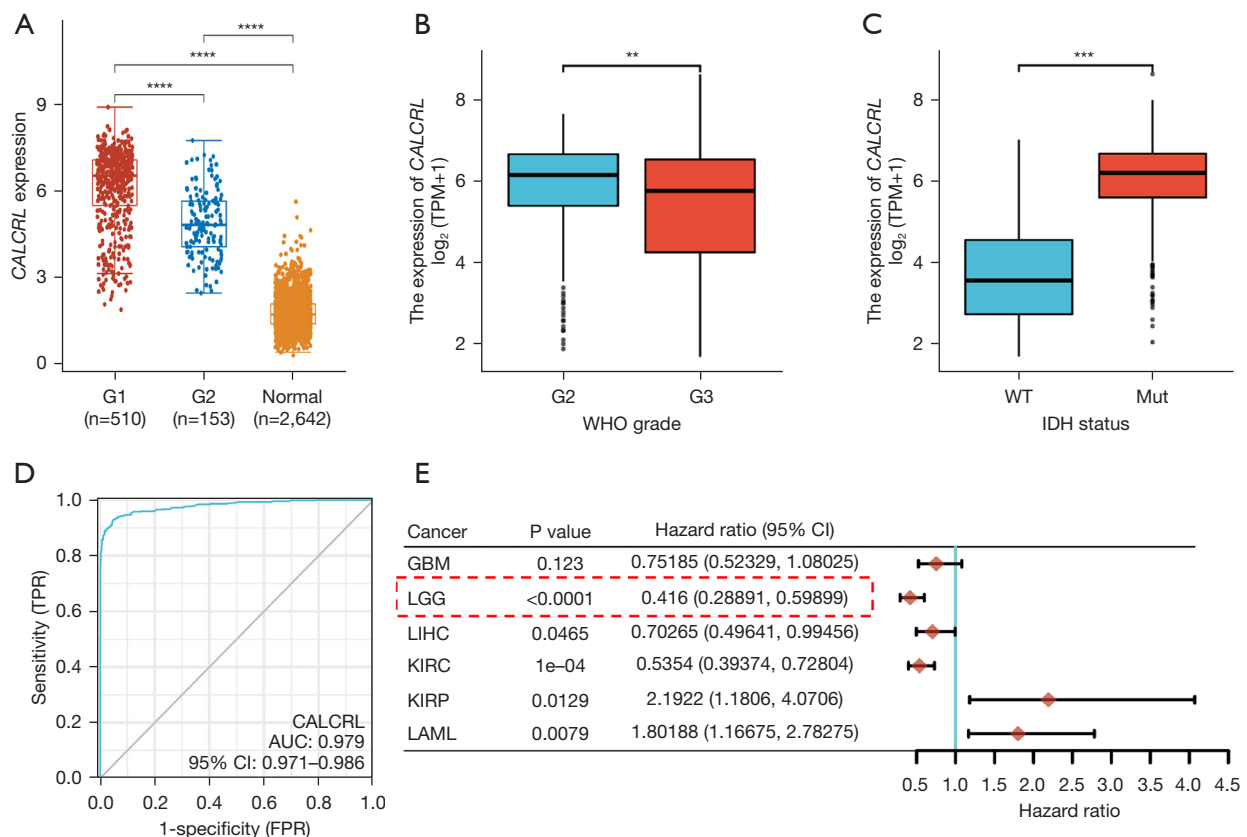 A
****
****
****
CALCRL expression
9
6
3
0
G1
(n=510)
G2
(n=153)
Normal
(n=2,642)
B
**
The expression of CALCRL
log₂ (TPM+1)
8
6
4
2
G2
G3
WHO grade
C
***
The expression of CALCRL
log₂ (TPM+1)
8
6
4
2
WT
Mut
IDH status
D
Sensitivity (TPR)
1.0
0.8
0.6
0.4
0.2
0.0
CALCRL
AUC: 0.979
95% CI: 0.971–0.986
0.0 0.2 0.4 0.6 0.8 1.0
1-specificity (FPR)
E
Cancer P value Hazard ratio (95% CI)
GBM 0.123 0.75185 (0.52329, 1.08025)
LGG <0.0001 0.416 (0.28891, 0.59899)
LIHC 0.0465 0.70265 (0.49641, 0.99456)
KIRC 1e–04 0.5354 (0.39374, 0.72804)
KIRP 0.0129 2.1922 (1.1806, 4.0706)
LAML 0.0079 1.80188 (1.16675, 2.78275)
0.5 1.0 1.5 2.0 2.5 3.0 3.5 4.0 4.5
Hazard ratio